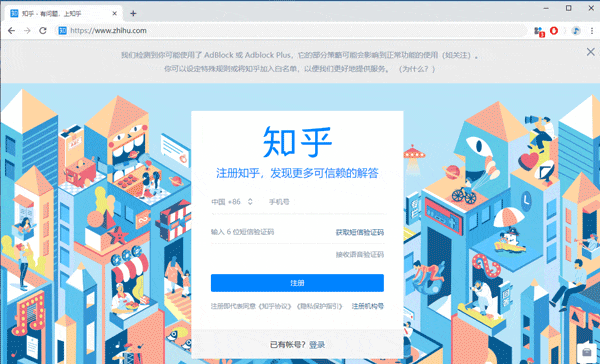 知乎 - 有问题，上知乎
https://www.zhihu.com
我们检测到你可能使用了 AdBlock 或 Adblock Plus，它的部分策略可能会影响到正常功能的使用（如关注）。
你可以设定特殊规则或将知乎加入白名单，以便我们更好地提供服务。（为什么？）
知乎
注册知乎，发现更多可信赖的解答
中国 +86 手机号
输入 6 位短信验证码 获取短信验证码
接收语音验证码
注册
注册即代表同意《知乎协议》《隐私保护指引》 注册机构号
已有帐号？登录